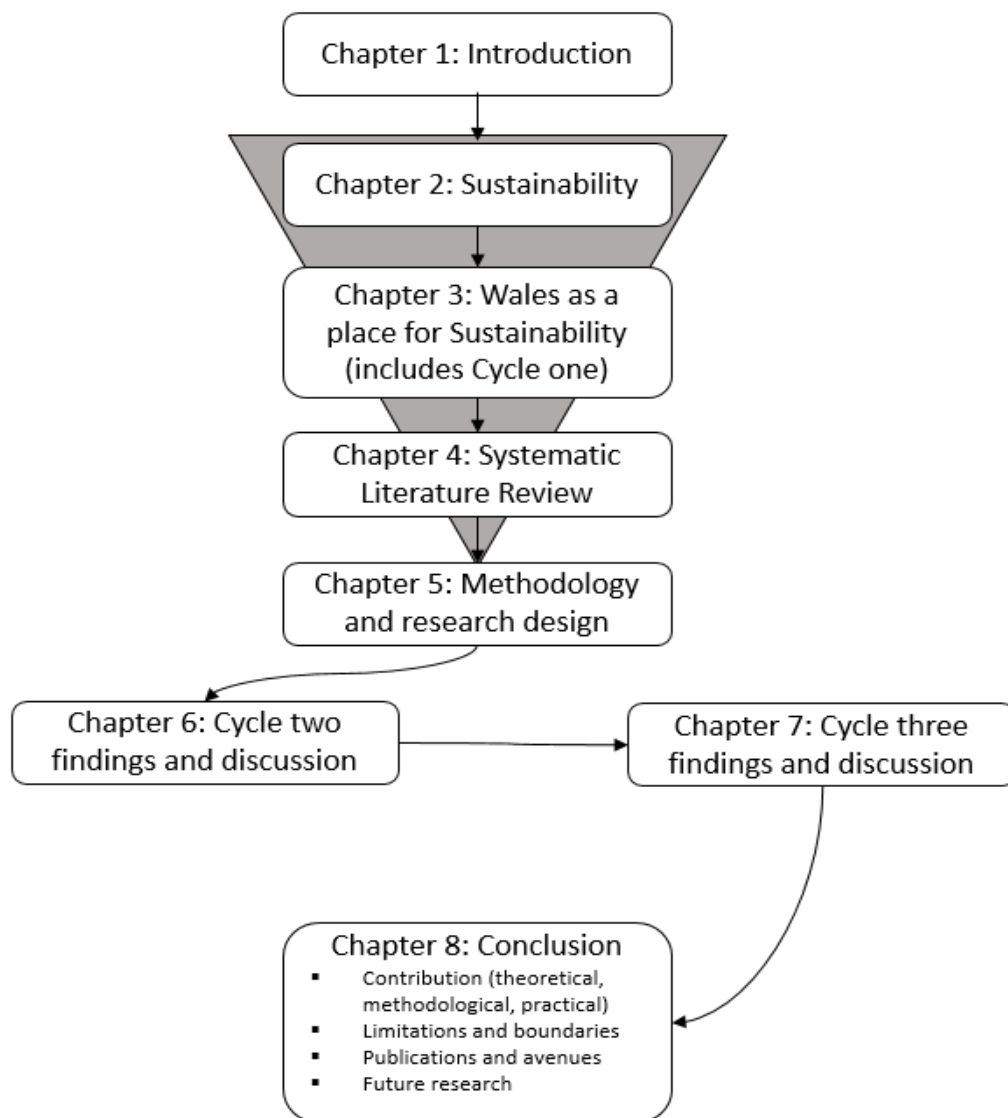 Chapter 1: Introduction
Chapter 2: Sustainability
Chapter 3: Wales as a
place for Sustainability
(includes Cycle one)
Chapter 4: Systematic
Literature Review
Chapter 5: Methodology
and research design
Chapter 6: Cycle two
findings and discussion
Chapter 7: Cycle three
findings and discussion
Chapter 8: Conclusion
▪ Contribution (theoretical,
methodological, practical)
▪ Limitations and boundaries
▪ Publications and avenues
▪ Future research